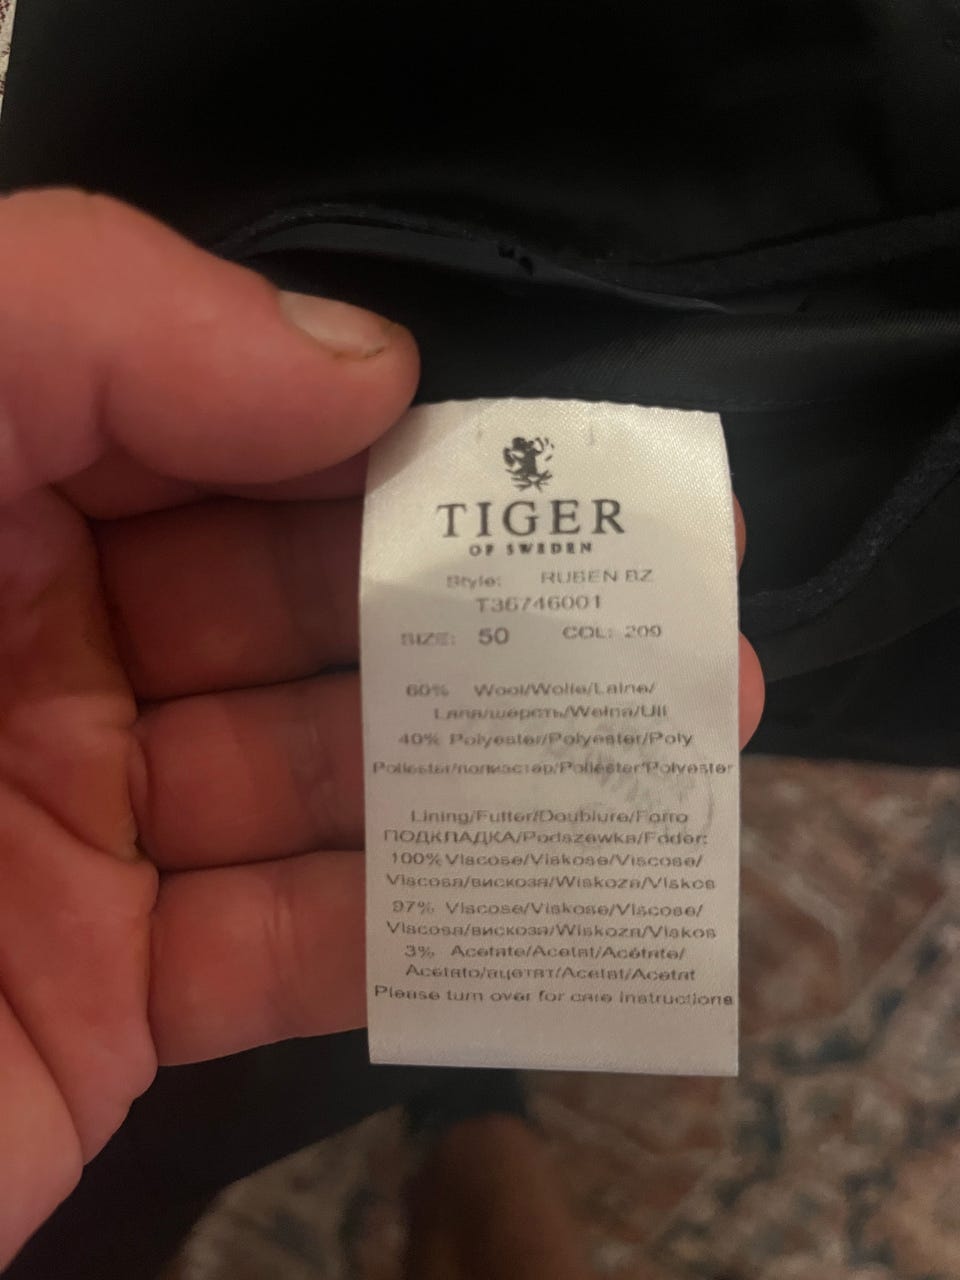 TIGER
OF SWEDEN
Style: RUBEN BZ
T36746001
SIZE: 50 COL: 209
60% Wool/Wolle/Laine/
Lana/шерсть/Wełna/Ull
40% Polyester/Polyester/Poly
Poliestar/полиэстер/Poliester/Polyester
Lining/Futter/Doublure/Forro
ПОДКЛАДКА/Podszewka/Foder:
100% Viscose/Viskose/Viscose/
Viscosa/вискоза/Wiskoza/Viskos
97% Viscose/Viskose/Viscose/
Viscosa/вискоза/Wiskoza/Viskos
3% Acetate/Acetat/Acétate/
Acetato/ацетат/Acetat/Acetat
Please turn over for care instructions